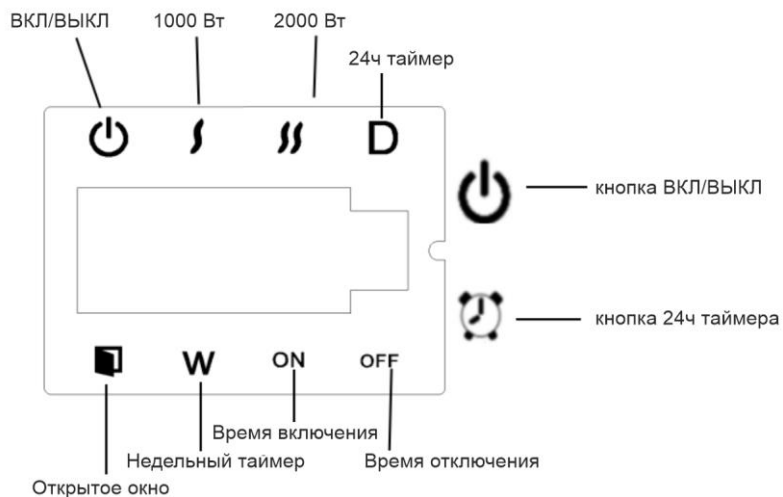 ВКЛ/ВЫКЛ 1000 Вт 2000 Вт
24ч таймер
D
кнопка ВКЛ/ВЫКЛ
кнопка 24ч таймера
W ON OFF
Время включения
Недельный таймер Время отключения
Открытое окно